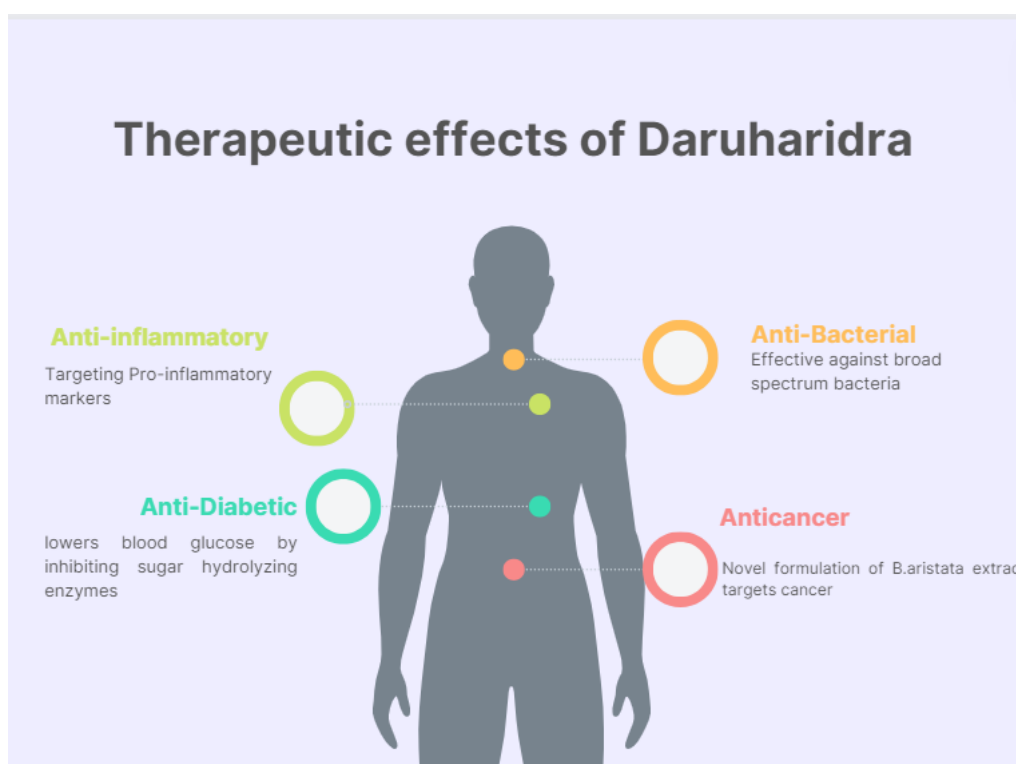 Therapeutic effects of Daruharidra
Anti-inflammatory
Targeting Pro-inflammatory
markers
Anti-Bacterial
Effective against broad
spectrum bacteria
Anti-Diabetic
lowers blood glucose by
inhibiting sugar hydrolyzing
enzymes
Anticancer
Novel formulation of B.aristata extrac
targets cancer